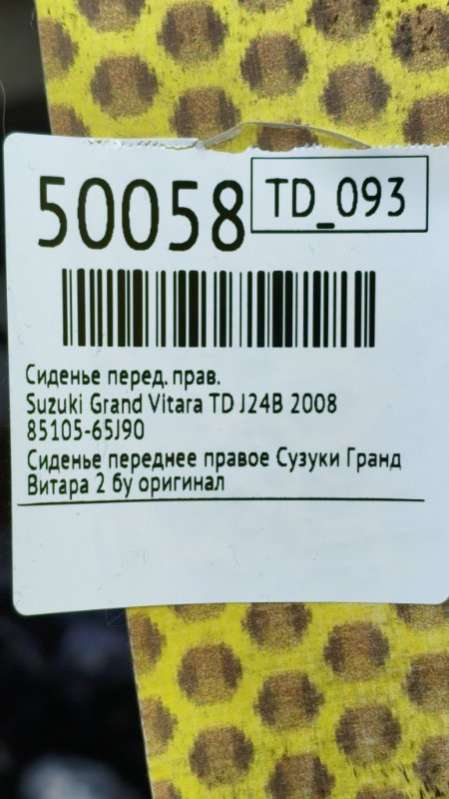 50058
TD_093
Сиденье перед. прав.
Suzuki Grand Vitara TD J24B 2008
85105-65J90
Сиденье переднее правое Сузуки Гранд
Витара 2 бу оригинал